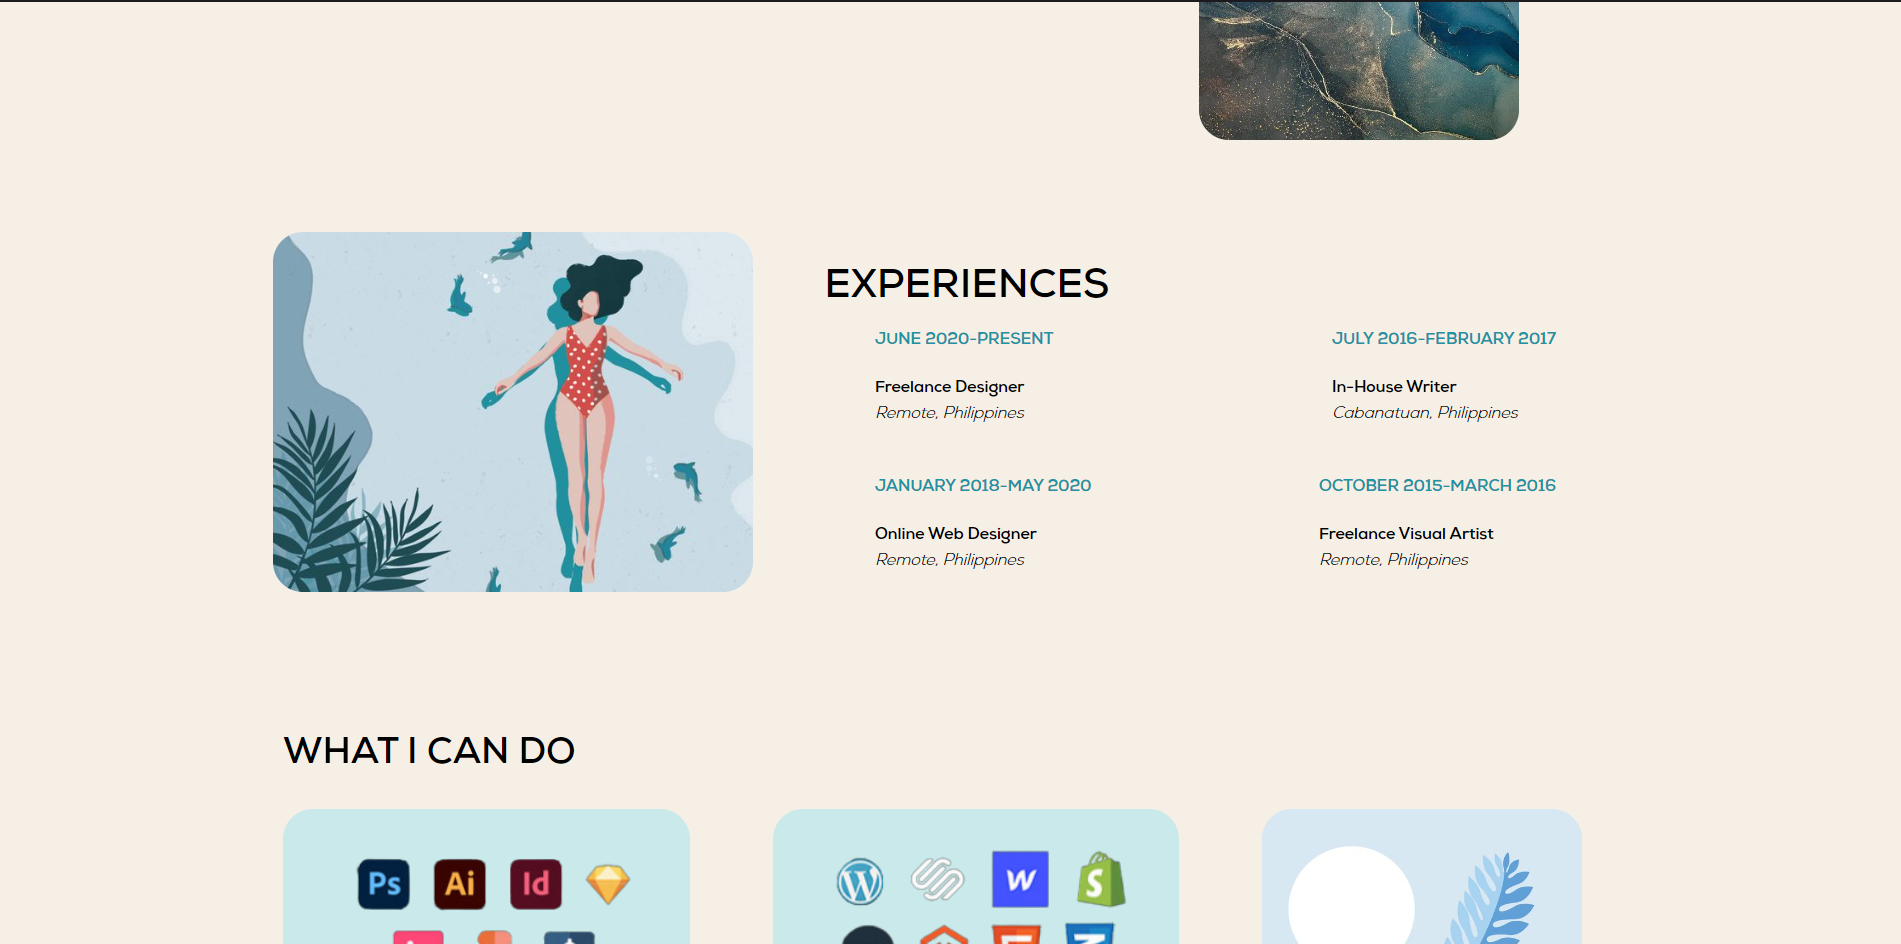 EXPERIENCES
JUNE 2020-PRESENT
Freelance Designer
Remote, Philippines
JULY 2016-FEBRUARY 2017
In-House Writer
Cabanatuan, Philippines
JANUARY 2018-MAY 2020
Online Web Designer
Remote, Philippines
OCTOBER 2015-MARCH 2016
Freelance Visual Artist
Remote, Philippines
WHAT I CAN DO
Ps Ai Id
W W S